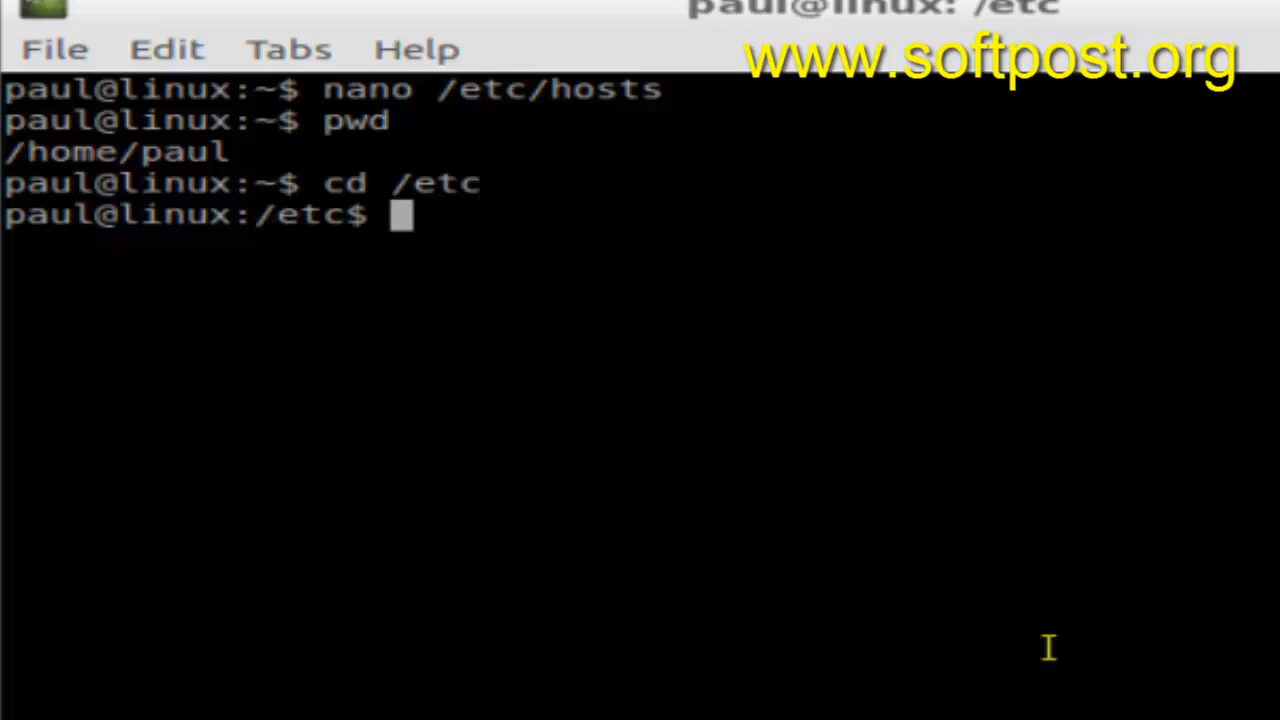 paul@linux: /etc
File Edit Tabs Help
www.softpost.org
paul@linux:~$ nano /etc/hosts
paul@linux:~$ pwd
/home/paul
paul@linux:~$ cd /etc
paul@linux:/etc$